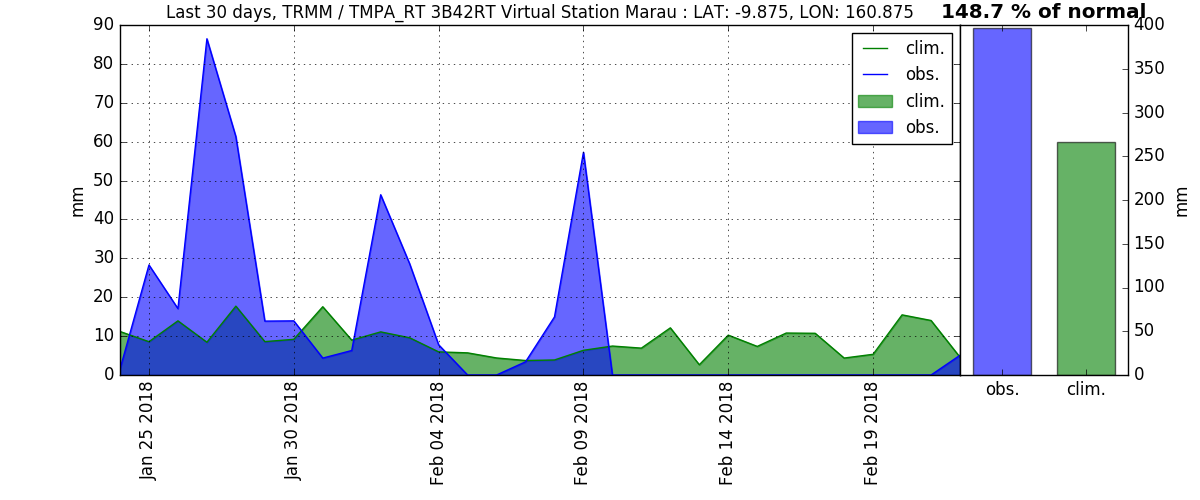 Last 30 days, TRMM / TMPA_RT 3B42RT Virtual Station Marau : LAT: -9.875, LON: 160.875
148.7 % of normal
90
80
70
60
50
40
30
20
10
0
mm
clim.
obs.
clim.
obs.
Jan 25 2018
Jan 30 2018
Feb 04 2018
Feb 09 2018
Feb 14 2018
Feb 19 2018
400
350
300
250
200
150
100
50
0
mm
obs.
clim.